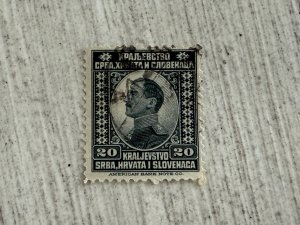 КРАЉЕВСТВО
СРБА, ХРВАТА И СЛОВЕНАЦА
20 KRALJEVSTVO 20
SRBA, HRVATA I SLOVENACA
AMERICAN BANK NOTE CO.